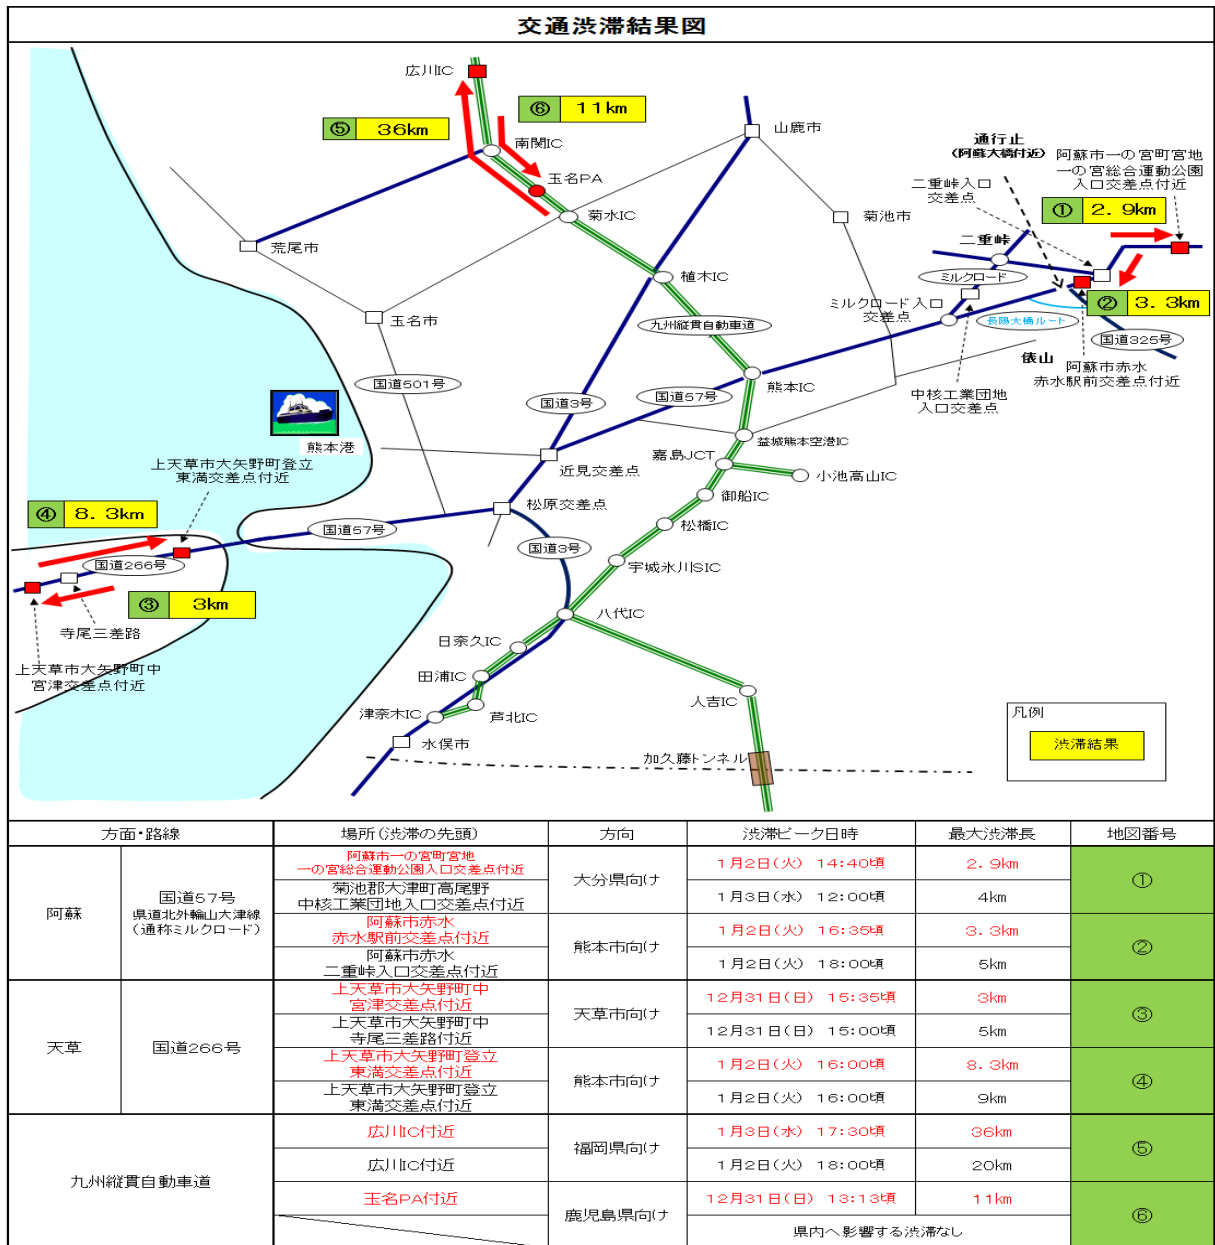 交通渋滞結果図
広川IC
⑥ 11km
⑤ 36km
南関IC
玉名PA
菊水IC
山鹿市
通行止
(阿蘇大橋付近)
阿蘇市一の宮町宮地
一の宮総合運動公園
入口交差点付近
二重峠入口
交差点
① 2.9km
菊池市
荒尾市
二重峠
植木IC
ミルクロード
ミルクロード入口
交差点
② 3.3km
玉名市
九州縦貫自動車道
長陽大橋ルート
国道325号
俵山
阿蘇市赤水
赤水駅前交差点付近
国道501号
熊本IC
国道57号
国道3号
中核工業団地
入口交差点
熊本港
益城熊本空港IC
近見交差点
嘉島JCT
小池高山IC
上天草市大矢野町登立
東満交差点付近
御船IC
④ 8.3km
松原交差点
松橋IC
国道57号
国道3号
国道266号
宇城氷川SIC
③ 3km
八代IC
寺尾三差路
日奈久IC
上天草市大矢野町中
宮津交差点付近
田浦IC
人吉IC
津奈木IC
芦北IC
凡例
渋滞結果
水俣市
加久藤トンネル
方面・路線 場所(渋滞の先頭) 方向 渋滞ピーク日時 最大渋滞長 地図番号
阿蘇
国道57号
県道北外輪山大津線
(通称ミルクロード)
阿蘇市一の宮町宮地
一の宮総合運動公園入口交差点付近
大分県向け
1月2日(火) 14:40頃 2.9km
①
菊池郡大津町高尾野
中核工業団地入口交差点付近
1月3日(水) 12:00頃 4km
阿蘇市赤水
赤水駅前交差点付近
熊本市向け
1月2日(火) 16:35頃 3.3km
②
阿蘇市赤水
二重峠入口交差点付近
1月2日(火) 18:00頃 5km
天草
国道266号
上天草市大矢野町中
宮津交差点付近
天草市向け
12月31日(日) 15:35頃 3km
③
上天草市大矢野町中
寺尾三差路付近
12月31日(日) 15:00頃 5km
上天草市大矢野町登立
東満交差点付近
熊本市向け
1月2日(火) 16:00頃 8.3km
④
上天草市大矢野町登立
東満交差点付近
1月2日(火) 16:00頃 9km
九州縦貫自動車道
広川IC付近
福岡県向け
1月3日(水) 17:30頃 36km
⑤
広川IC付近
1月2日(火) 18:00頃 20km
玉名PA付近
鹿児島県向け
12月31日(日) 13:13頃 11km
⑥
県内へ影響する渋滞なし